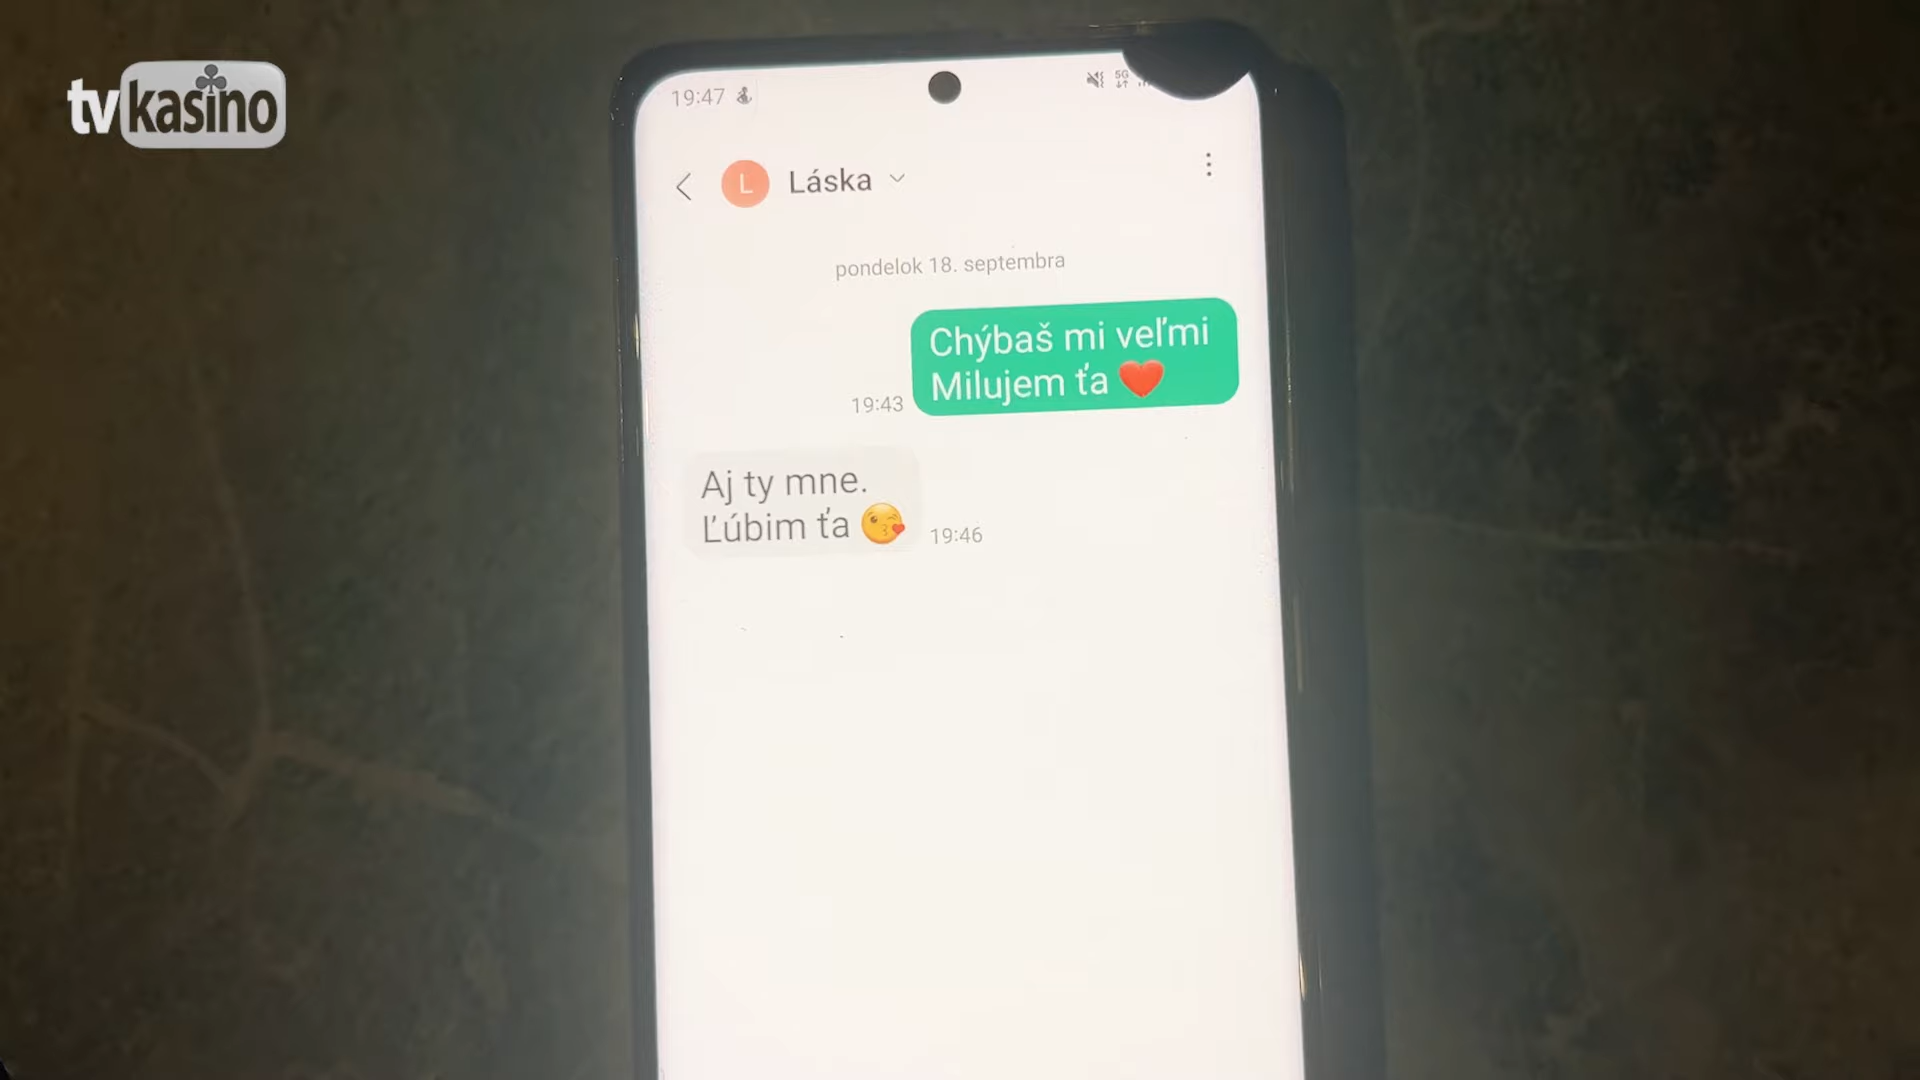 tvkasino
19:47
5G
L
Láska
pondelok 18. septembra
Chýbaš mi veľmi
Milujem ťa ❤️
19:43
Aj ty mne.
Ľúbim ťa 😘
19:46